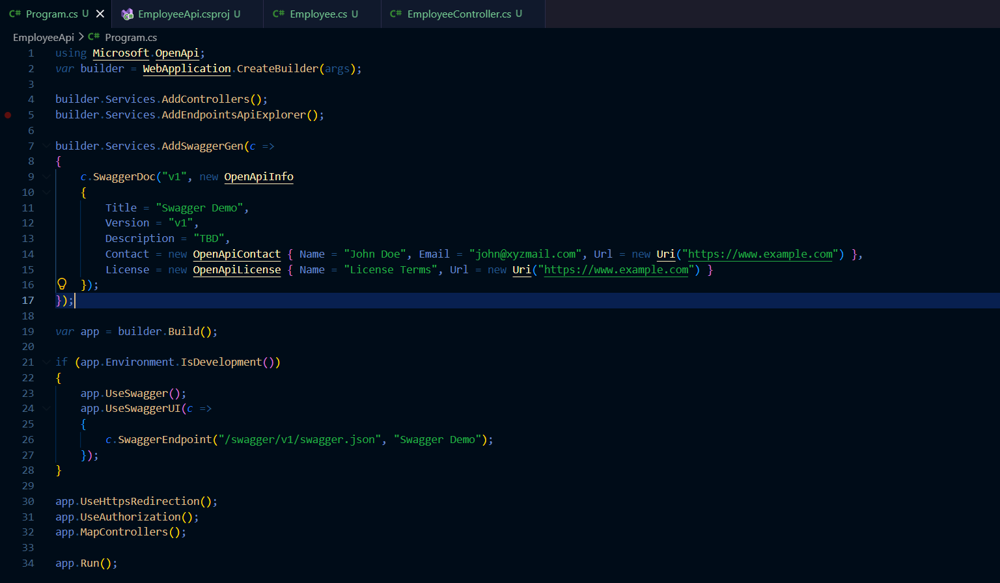 C# Program.cs U
EmployeeApi.csproj U
C# Employee.cs U
C# EmployeeController.cs U
EmployeeApi > C# Program.cs
1 using Microsoft.OpenApi;
2 var builder = WebApplication.CreateBuilder(args);
3
4 builder.Services.AddControllers();
5 builder.Services.AddEndpointsApiExplorer();
6
7 builder.Services.AddSwaggerGen(c =>
8 {
9     c.SwaggerDoc("v1", new OpenApiInfo
10     {
11         Title = "Swagger Demo",
12         Version = "v1",
13         Description = "TBD",
14         Contact = new OpenApiContact { Name = "John Doe", Email = "john@xyzmail.com", Url = new Uri("https://www.example.com") },
15         License = new OpenApiLicense { Name = "License Terms", Url = new Uri("https://www.example.com") }
16     });
17 });
18
19 var app = builder.Build();
20
21 if (app.Environment.IsDevelopment())
22 {
23     app.UseSwagger();
24     app.UseSwaggerUI(c =>
25     {
26         c.SwaggerEndpoint("/swagger/v1/swagger.json", "Swagger Demo");
27     });
28 }
29
30 app.UseHttpsRedirection();
31 app.UseAuthorization();
32 app.MapControllers();
33
34 app.Run();